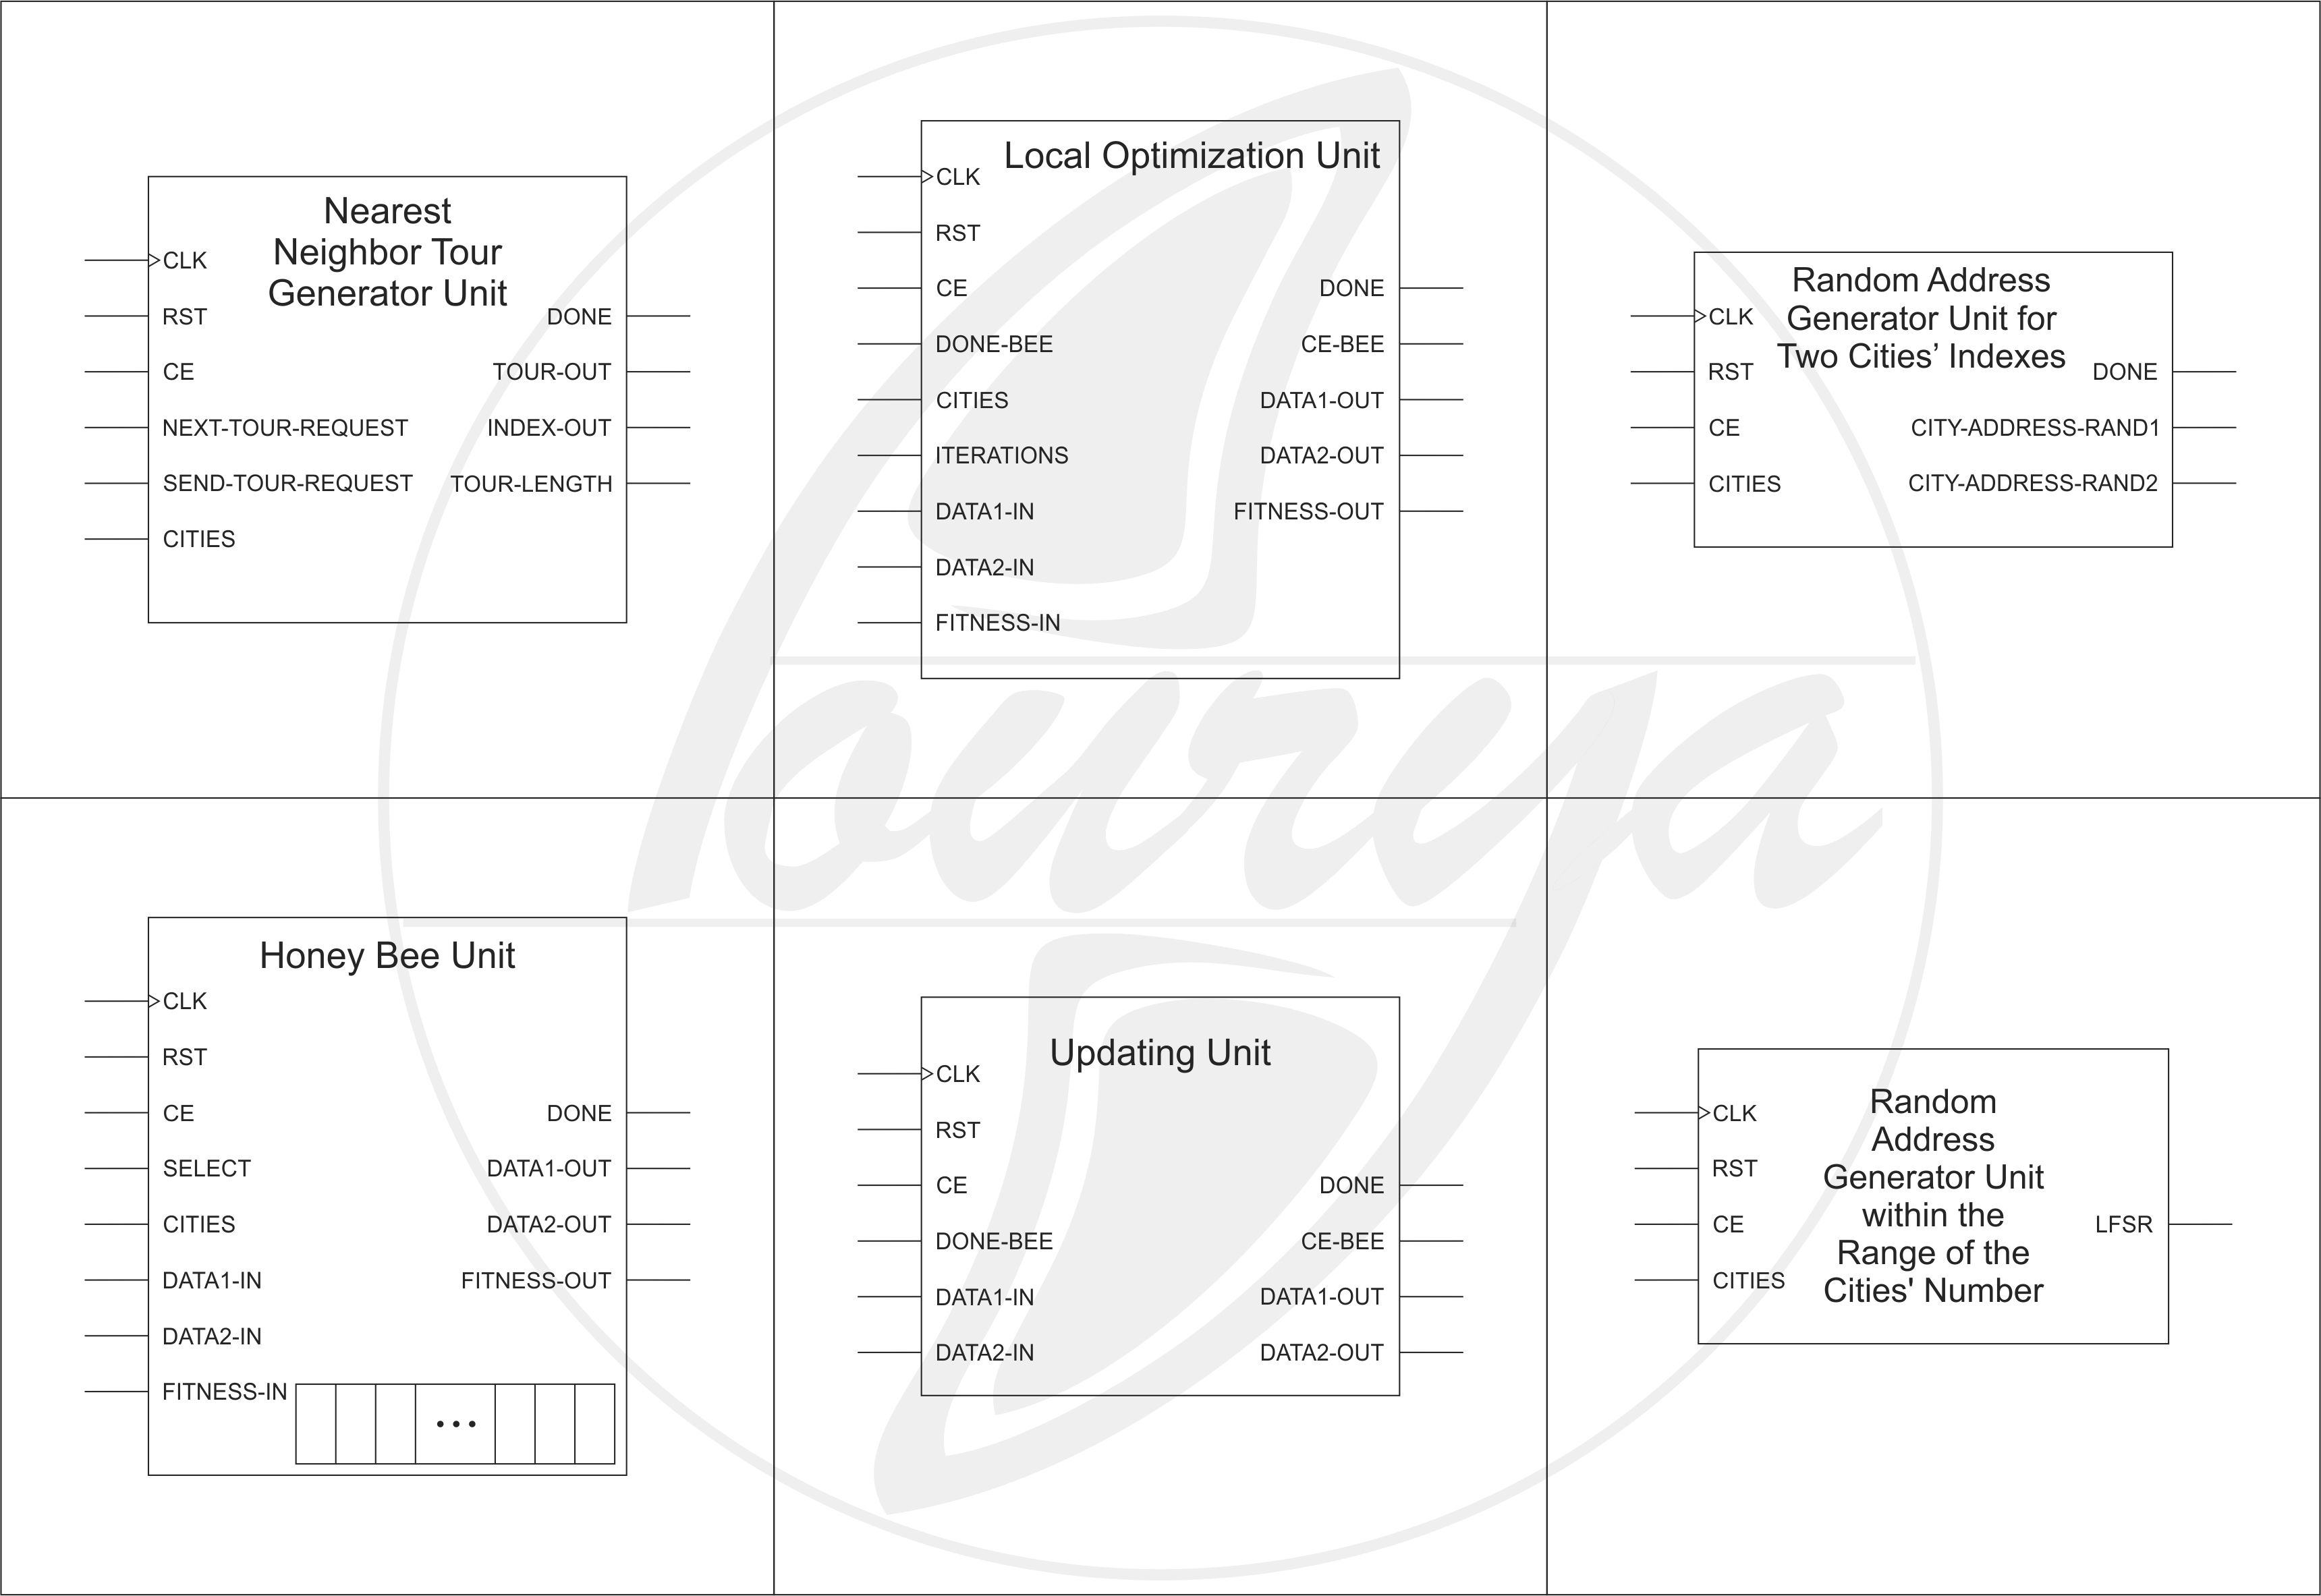 Nearest
Neighbor Tour
Generator Unit
CLK
RST
CE
NEXT-TOUR-REQUEST
SEND-TOUR-REQUEST
CITIES
DONE
TOUR-OUT
INDEX-OUT
TOUR-LENGTH
Local Optimization Unit
CLK
RST
CE
DONE-BEE
CITIES
ITERATIONS
DATA1-IN
DATA2-IN
FITNESS-IN
DONE
CE-BEE
DATA1-OUT
DATA2-OUT
FITNESS-OUT
Random Address
Generator Unit for
Two Cities’ Indexes
CLK
RST
CE
CITIES
DONE
CITY-ADDRESS-RAND1
CITY-ADDRESS-RAND2
Pourya
Honey Bee Unit
CLK
RST
CE
SELECT
CITIES
DATA1-IN
DATA2-IN
FITNESS-IN
DONE
DATA1-OUT
DATA2-OUT
FITNESS-OUT
...
Updating Unit
CLK
RST
CE
DONE-BEE
DATA1-IN
DATA2-IN
DONE
CE-BEE
DATA1-OUT
DATA2-OUT
Random
Address
Generator Unit
within the
Range of the
Cities' Number
CLK
RST
CE
CITIES
LFSR